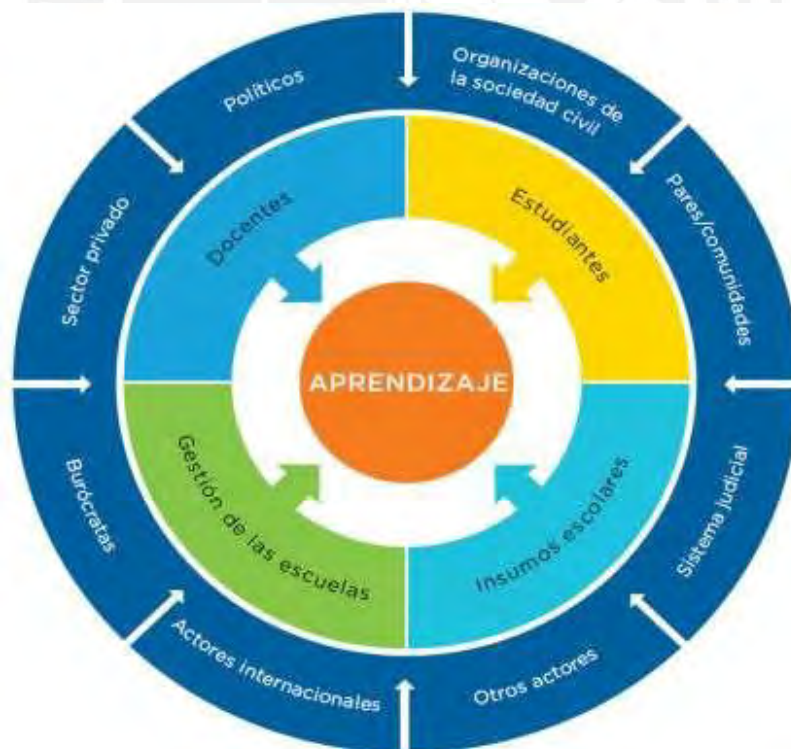 Políticos
Organizaciones de
la sociedad civil
Sector privado
Docentes
Estudiantes
Pares/comunidades
APRENDIZAJE
Burócratas
Gestión de las escuelas
Insumos escolares
Sistema judicial
Actores internacionales
Otros actores